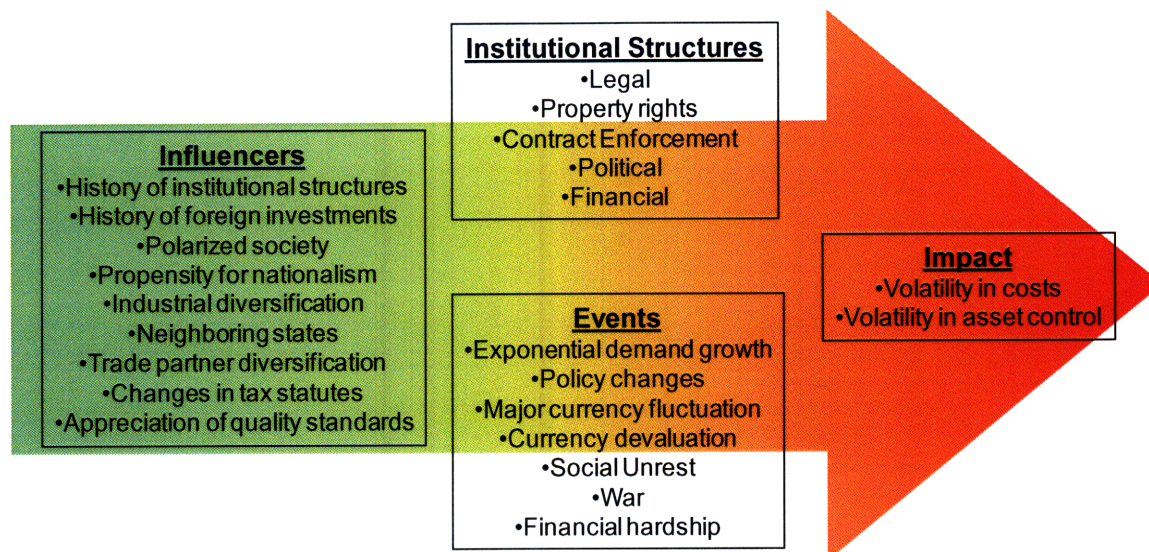 Institutional Structures
•Legal
•Property rights
•Contract Enforcement
•Political
•Financial
Influencers
•History of institutional structures
•History of foreign investments
•Polarized society
•Propensity for nationalism
•Industrial diversification
•Neighboring states
•Trade partner diversification
•Changes in tax statutes
•Appreciation of quality standards
Events
•Exponential demand growth
•Policy changes
•Major currency fluctuation
•Currency devaluation
•Social Unrest
•War
•Financial hardship
Impact
•Volatility in costs
•Volatility in asset control